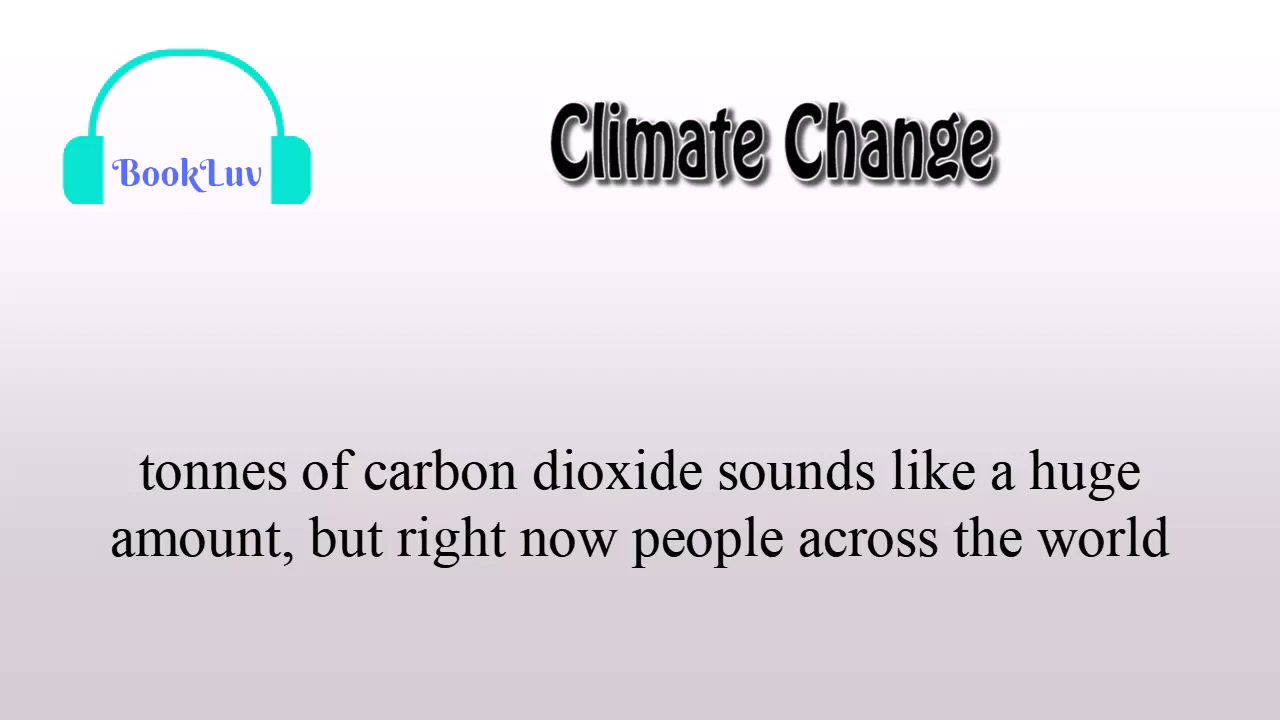 BookLuv
Climate Change
tonnes of carbon dioxide sounds like a huge
amount, but right now people across the world